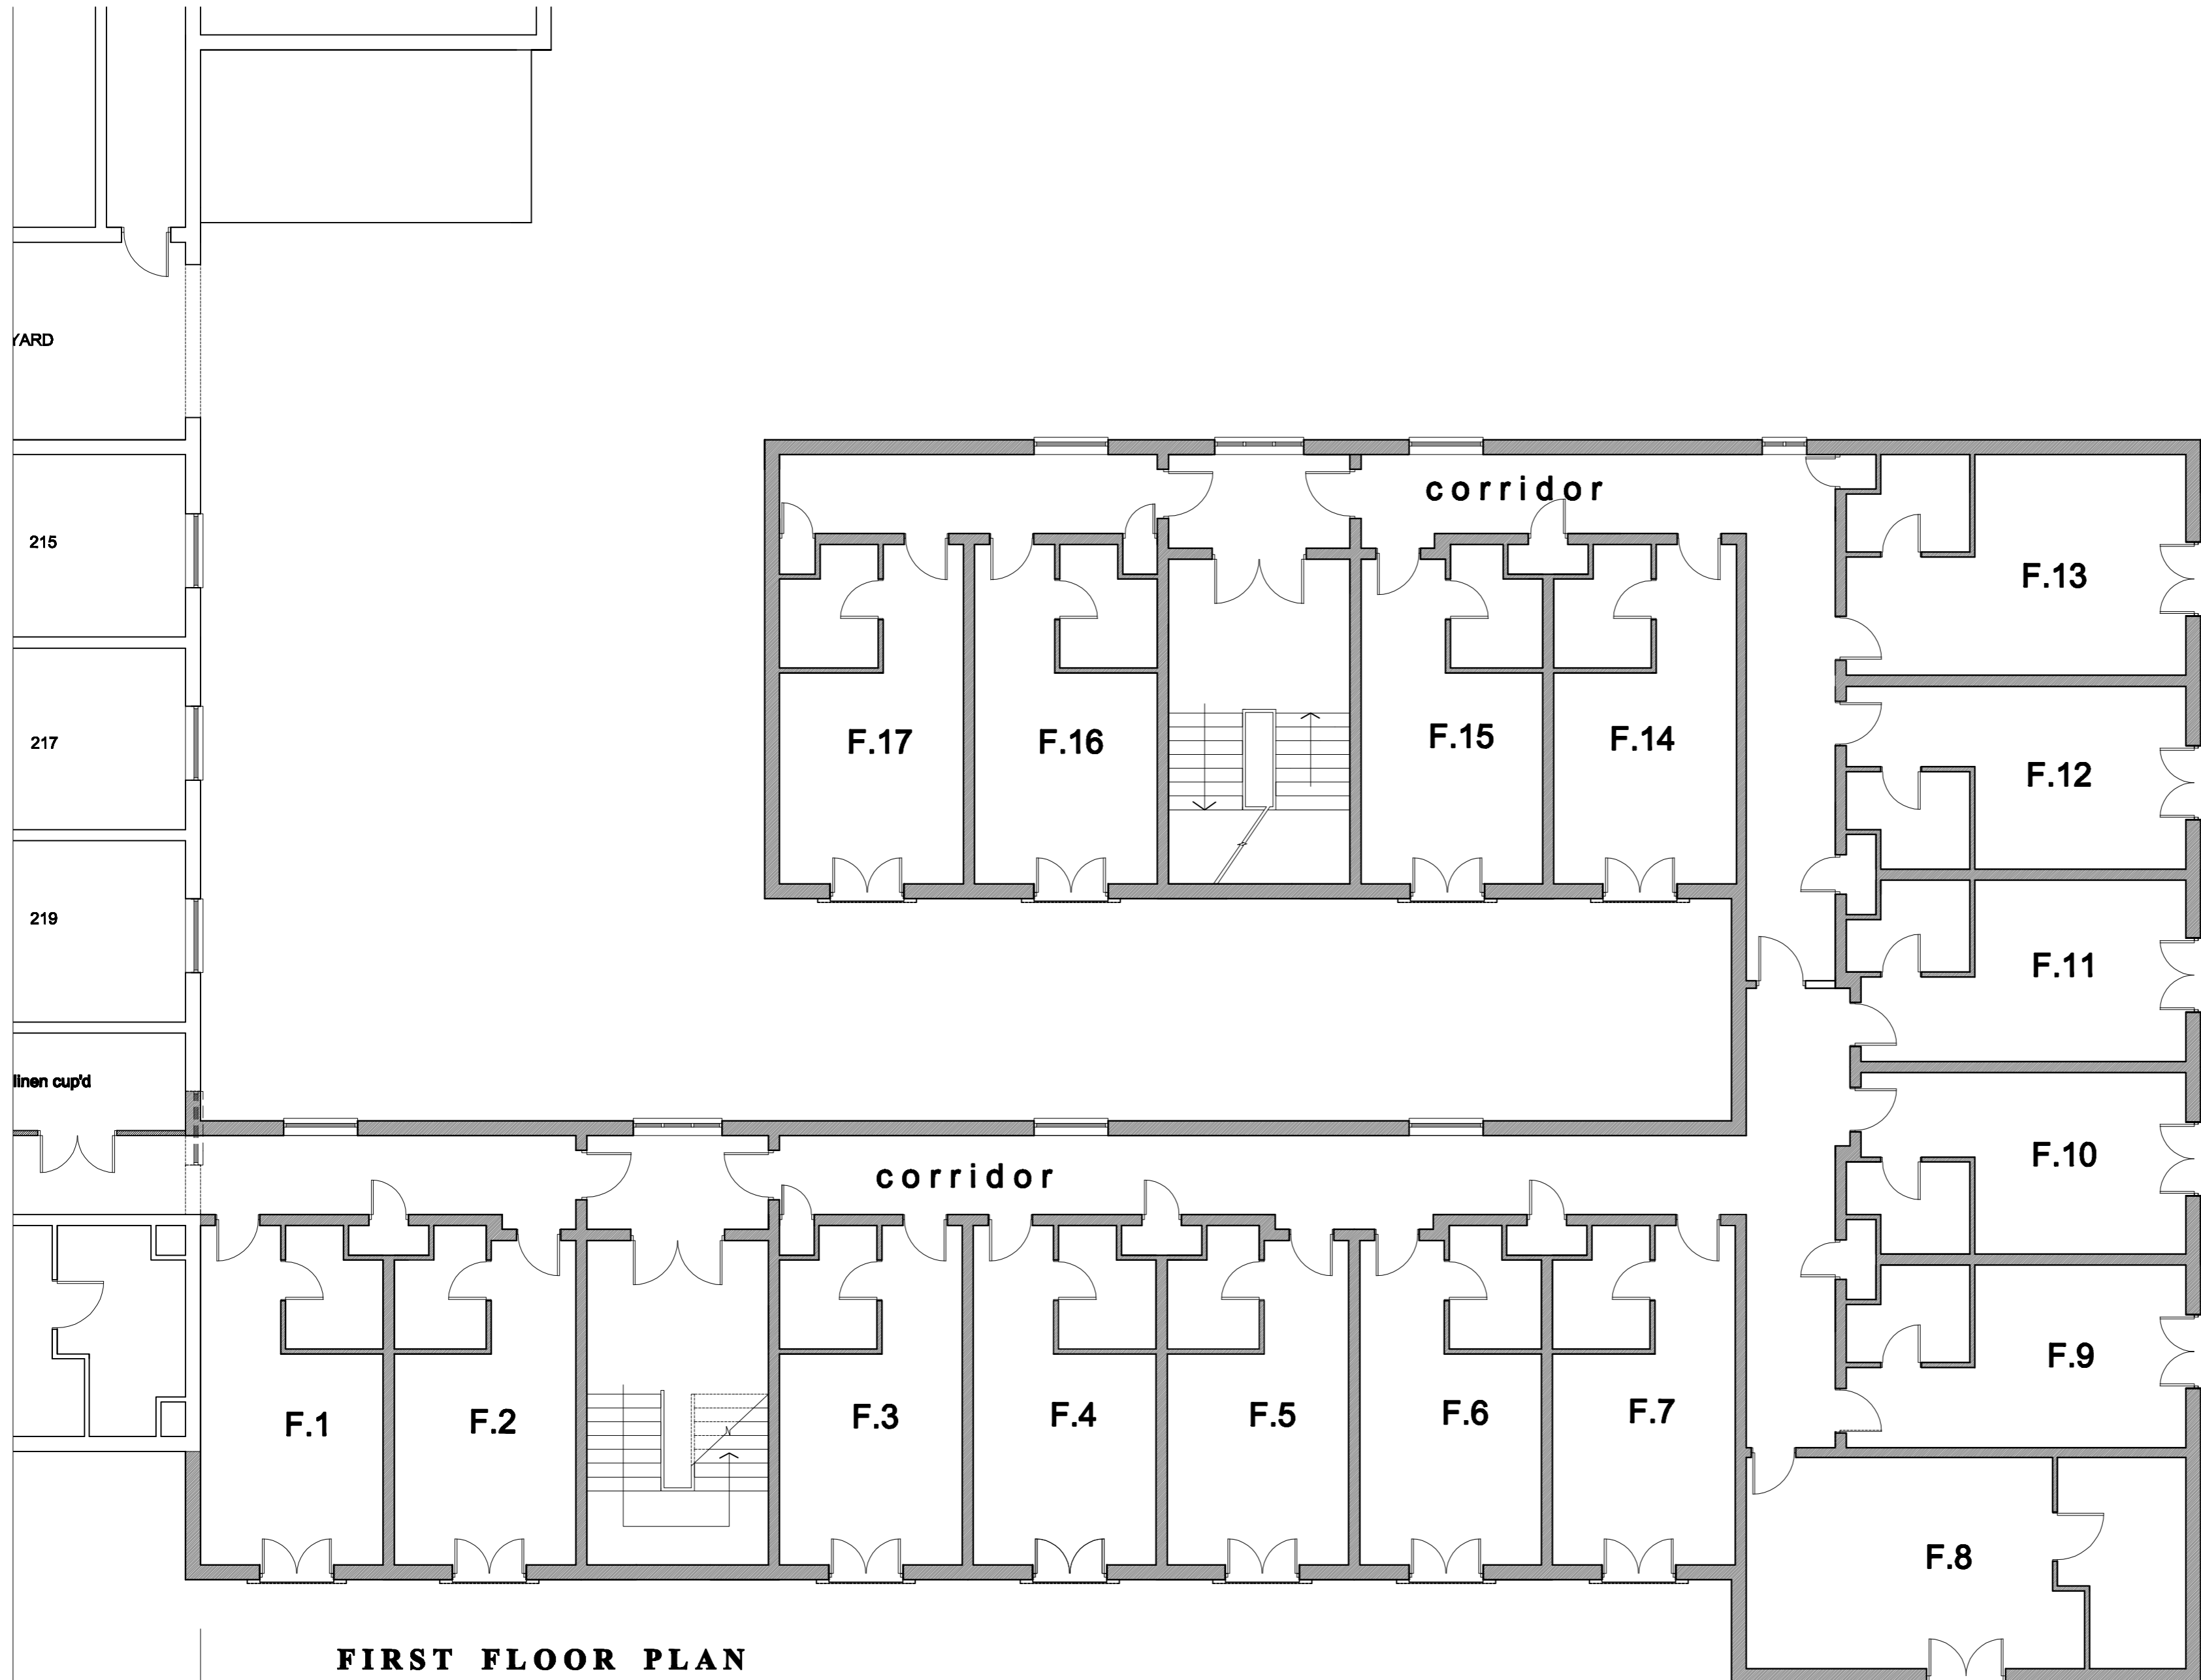 YARD
215
217
219
linen cup'd
corridor
F.13
F.17
F.16
F.15
F.14
F.12
F.11
F.10
corridor
F.9
F.1
F.2
F.3
F.4
F.5
F.6
F.7
F.8
FIRST FLOOR PLAN